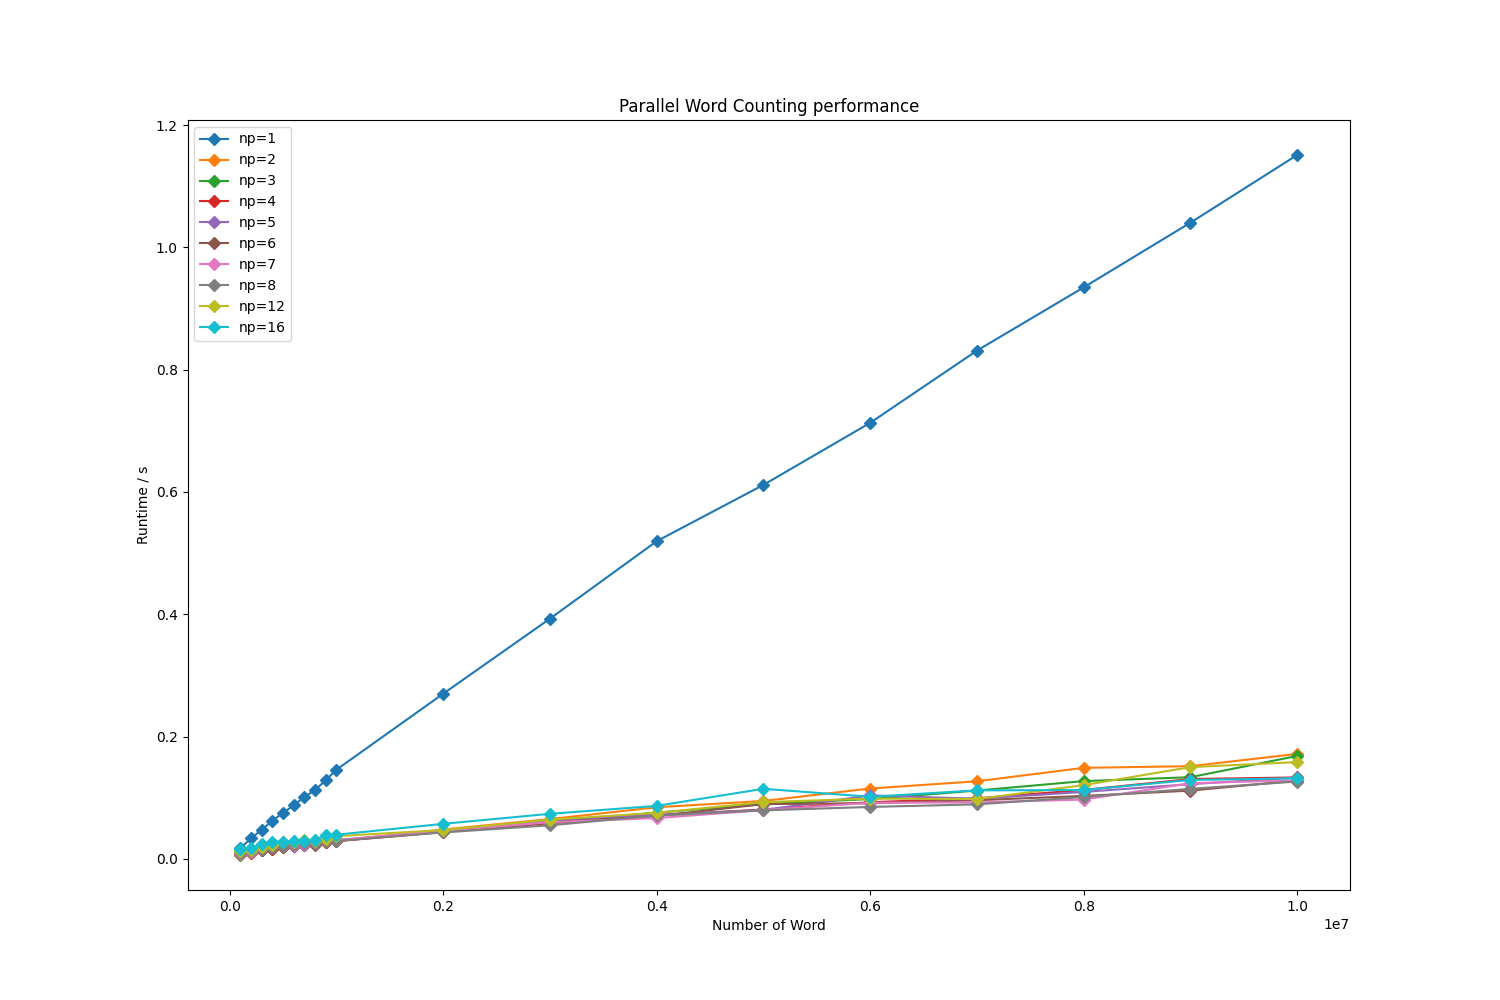 Parallel Word Counting performance
1.2
1.0
0.8
0.6
0.4
0.2
0.0
Runtime / s
np=1
np=2
np=3
np=4
np=5
np=6
np=7
np=8
np=12
np=16
0.0 0.2 0.4 0.6 0.8 1.0
1e7
Number of Word